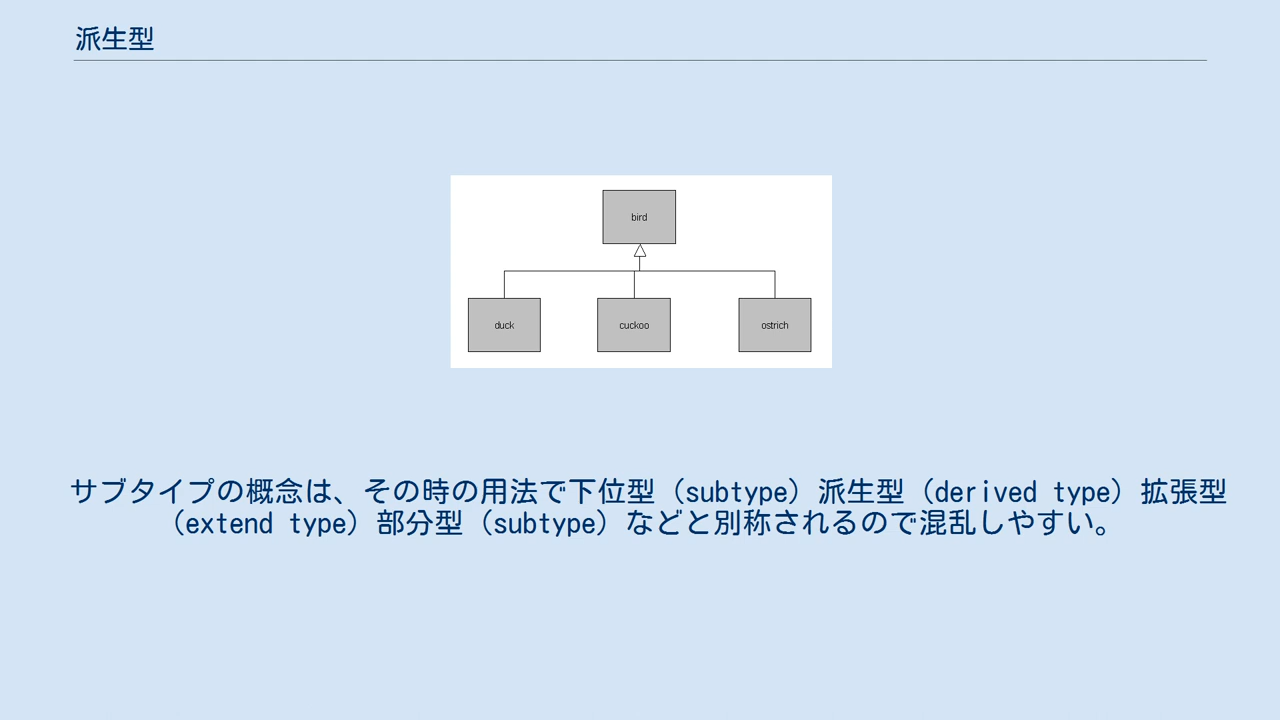 派生型
bird
duck
cuckoo
ostrich
サブタイプの概念は、その時の用法で下位型（subtype）派生型（derived type）拡張型
（extend type）部分型（subtype）などと別称されるので混乱しやすい。